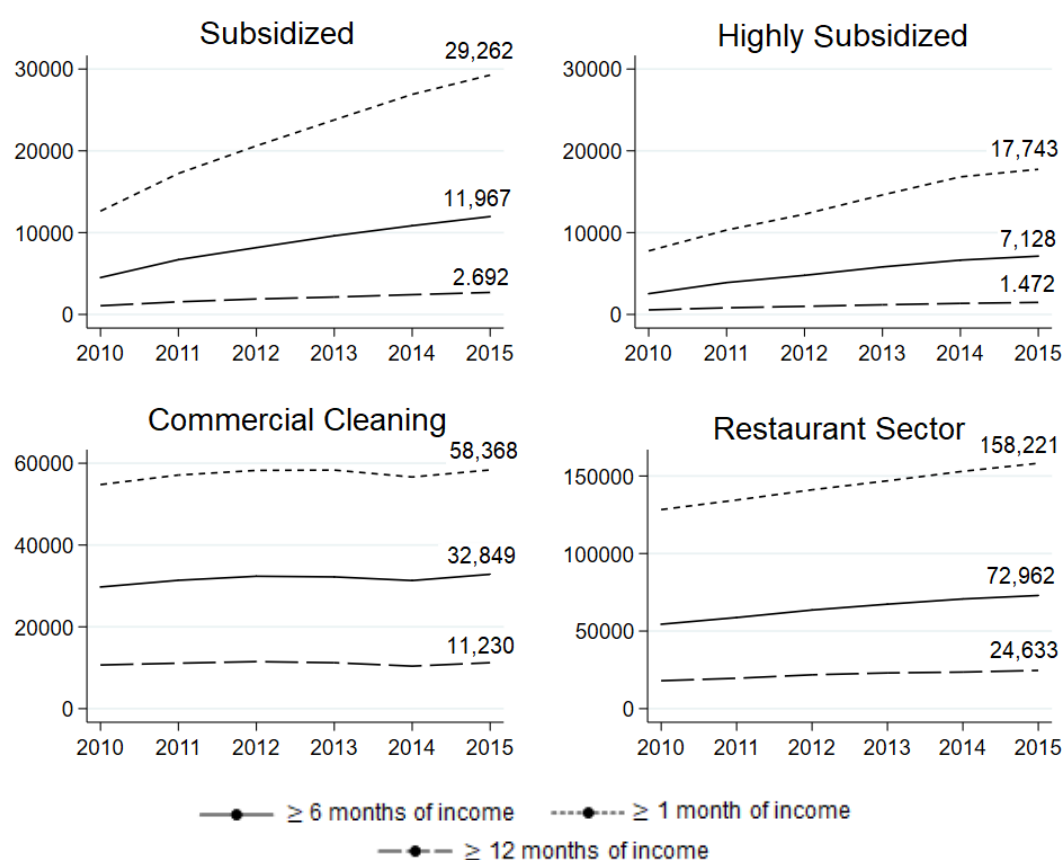 Subsidized
29,262
30000
20000
11,967
10000
2.692
0
2010 2011 2012 2013 2014 2015
Highly Subsidized
30000
17,743
20000
7,128
10000
1.472
0
2010 2011 2012 2013 2014 2015
Commercial Cleaning
58,368
60000
40000
32,849
20000
11,230
0
2010 2011 2012 2013 2014 2015
Restaurant Sector
158,221
150000
100000
72,962
50000
24,633
0
2010 2011 2012 2013 2014 2015
≥ 6 months of income ≥ 1 month of income
≥ 12 months of income